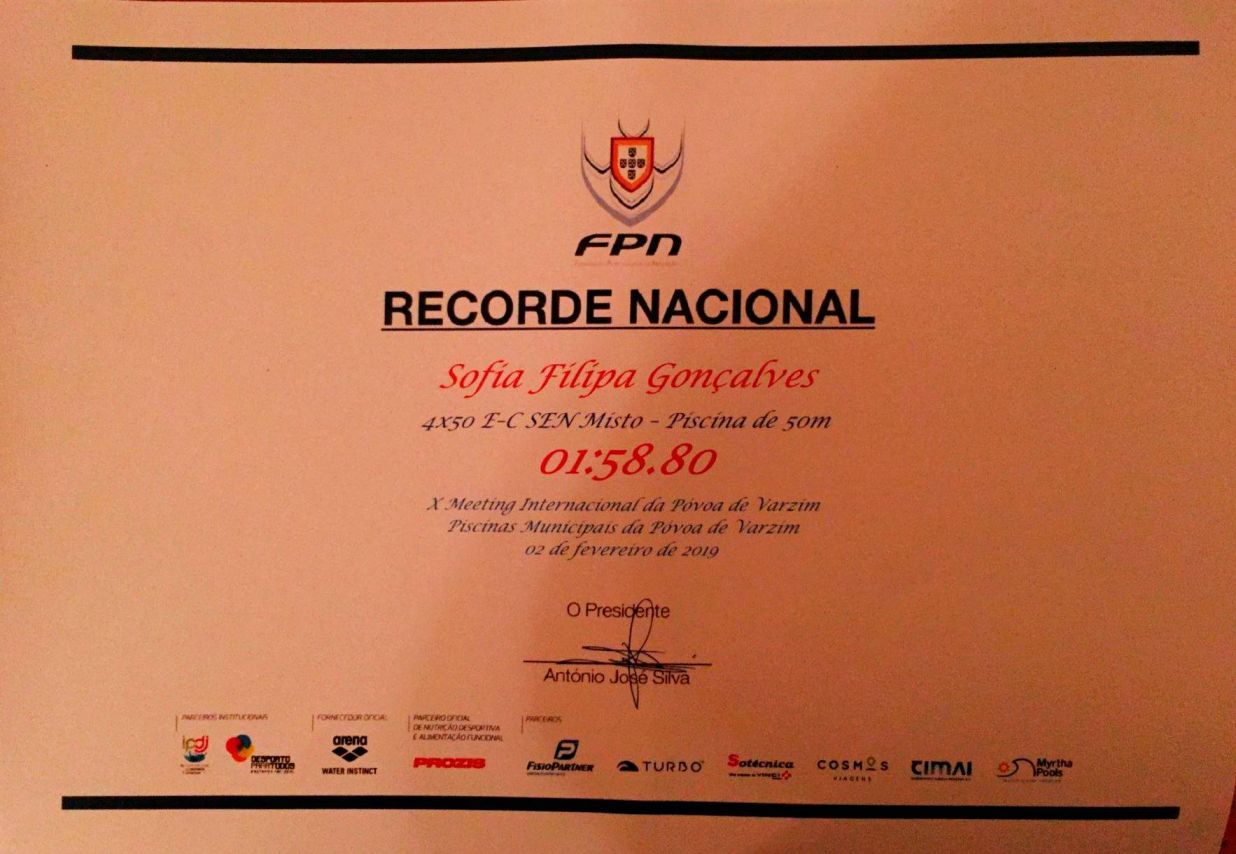 FPN
RECORDE NACIONAL
Sofia Filipa Gonçalves
4x50 E-C SEN Misto - Piscina de 50m
01:58.80
X Meeting Internacional da Póvoa de Varzim
Piscinas Municipais da Póvoa de Varzim
02 de fevereiro de 2019
O Presidente
António José Silva
PARCEIROS INSTITUCIONAIS
FORNECEDOR OFICIAL
PARCEIRO OFICIAL
DE NUTRIÇÃO DESPORTIVA
E ALIMENTAÇÃO FUNCIONAL
PARCEIROS
ipdj
DESPORTO
PARATODOS
arena
WATER INSTINCT
PROZIS
FISIOPARTNER
TURBO
Sotécnica
COSMOS
VIAGENS
CIMAI
Myrtha
Pools